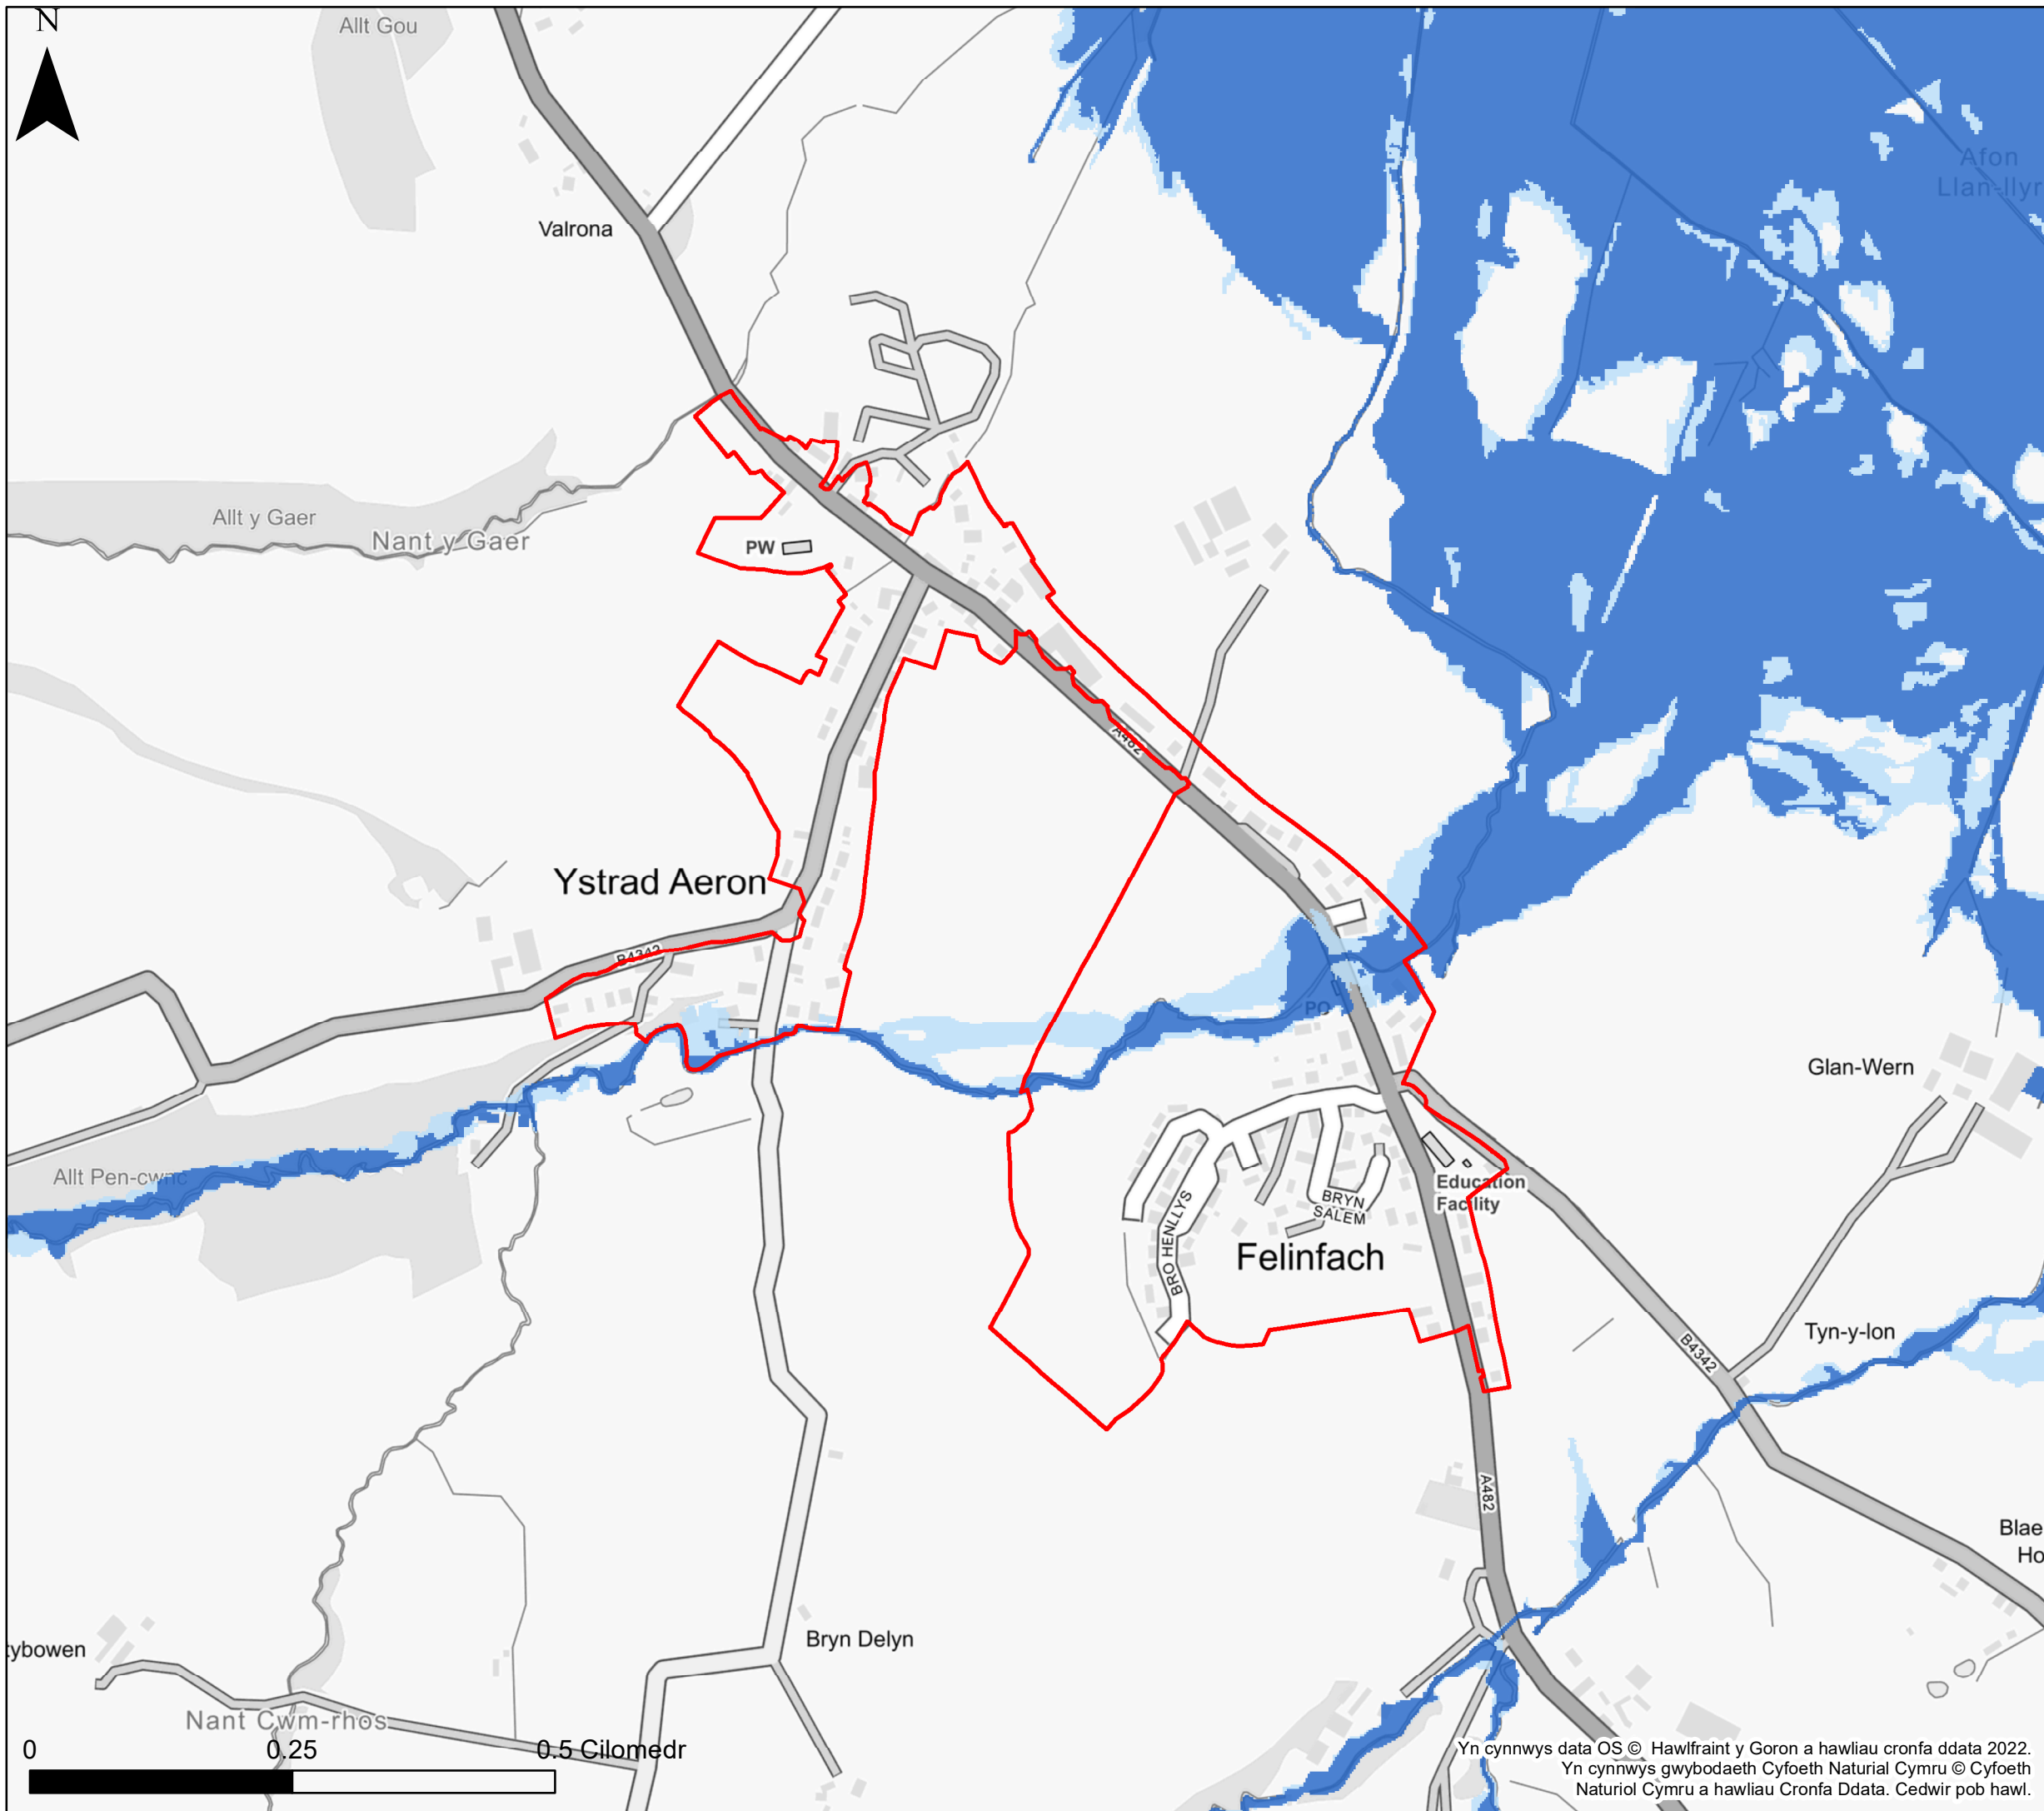 N
Allt Gou
Afon
Llan-llyr
Valrona
Allt y Gaer
Nant y Gaer
PW
A482
Ystrad Aeron
B4342
PO
Glan-Wern
Allt Pen-cwnc
Education
Facility
BRYN
SALEM
BRO HENLLYS
Felinfach
Tyn-y-lon
B4342
A482
Blae
Ho
tybowen
Bryn Delyn
Nant Cwm-rhos
0 0.25 0.5 Cilomedr
Yn cynnwys data OS © Hawlfraint y Goron a hawliau cronfa ddata 2022.
Yn cynnwys gwybodaeth Cyfoeth Naturial Cymru © Cyfoeth
Naturiol Cymru a hawliau Cronfa Ddata. Cedwir pob hawl.